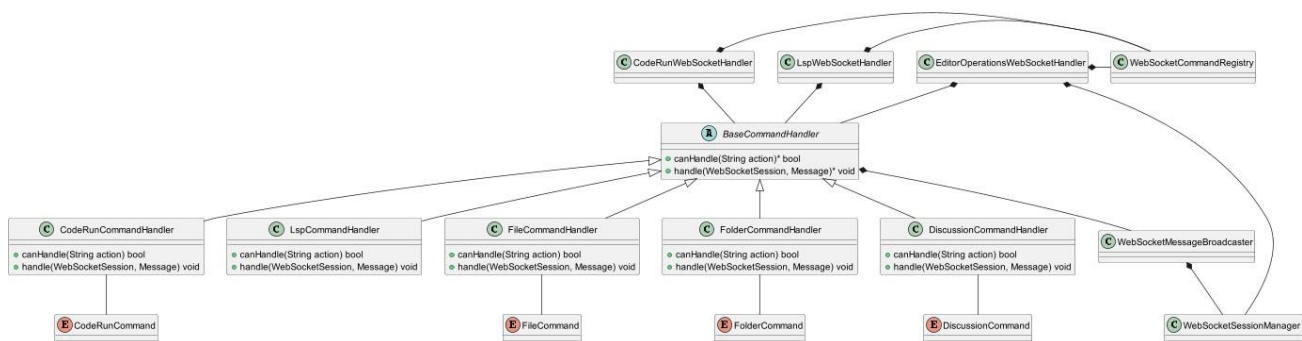 C CodeRunWebSocketHandler
C LspWebSocketHandler
C EditorOperationsWebSocketHandler
C WebSocketCommandRegistry
A BaseCommandHandler
canHandle(String action)* bool
handle(WebSocketSession, Message)* void
C CodeRunCommandHandler
canHandle(String action) bool
handle(WebSocketSession, Message) void
C LspCommandHandler
canHandle(String action) bool
handle(WebSocketSession, Message) void
C FileCommandHandler
canHandle(String action) bool
handle(WebSocketSession, Message) void
C FolderCommandHandler
canHandle(String action) bool
handle(WebSocketSession, Message) void
C DiscussionCommandHandler
canHandle(String action) bool
handle(WebSocketSession, Message) void
C WebSocketMessageBroadcaster
E CodeRunCommand
E FileCommand
E FolderCommand
E DiscussionCommand
C WebSocketSessionManager